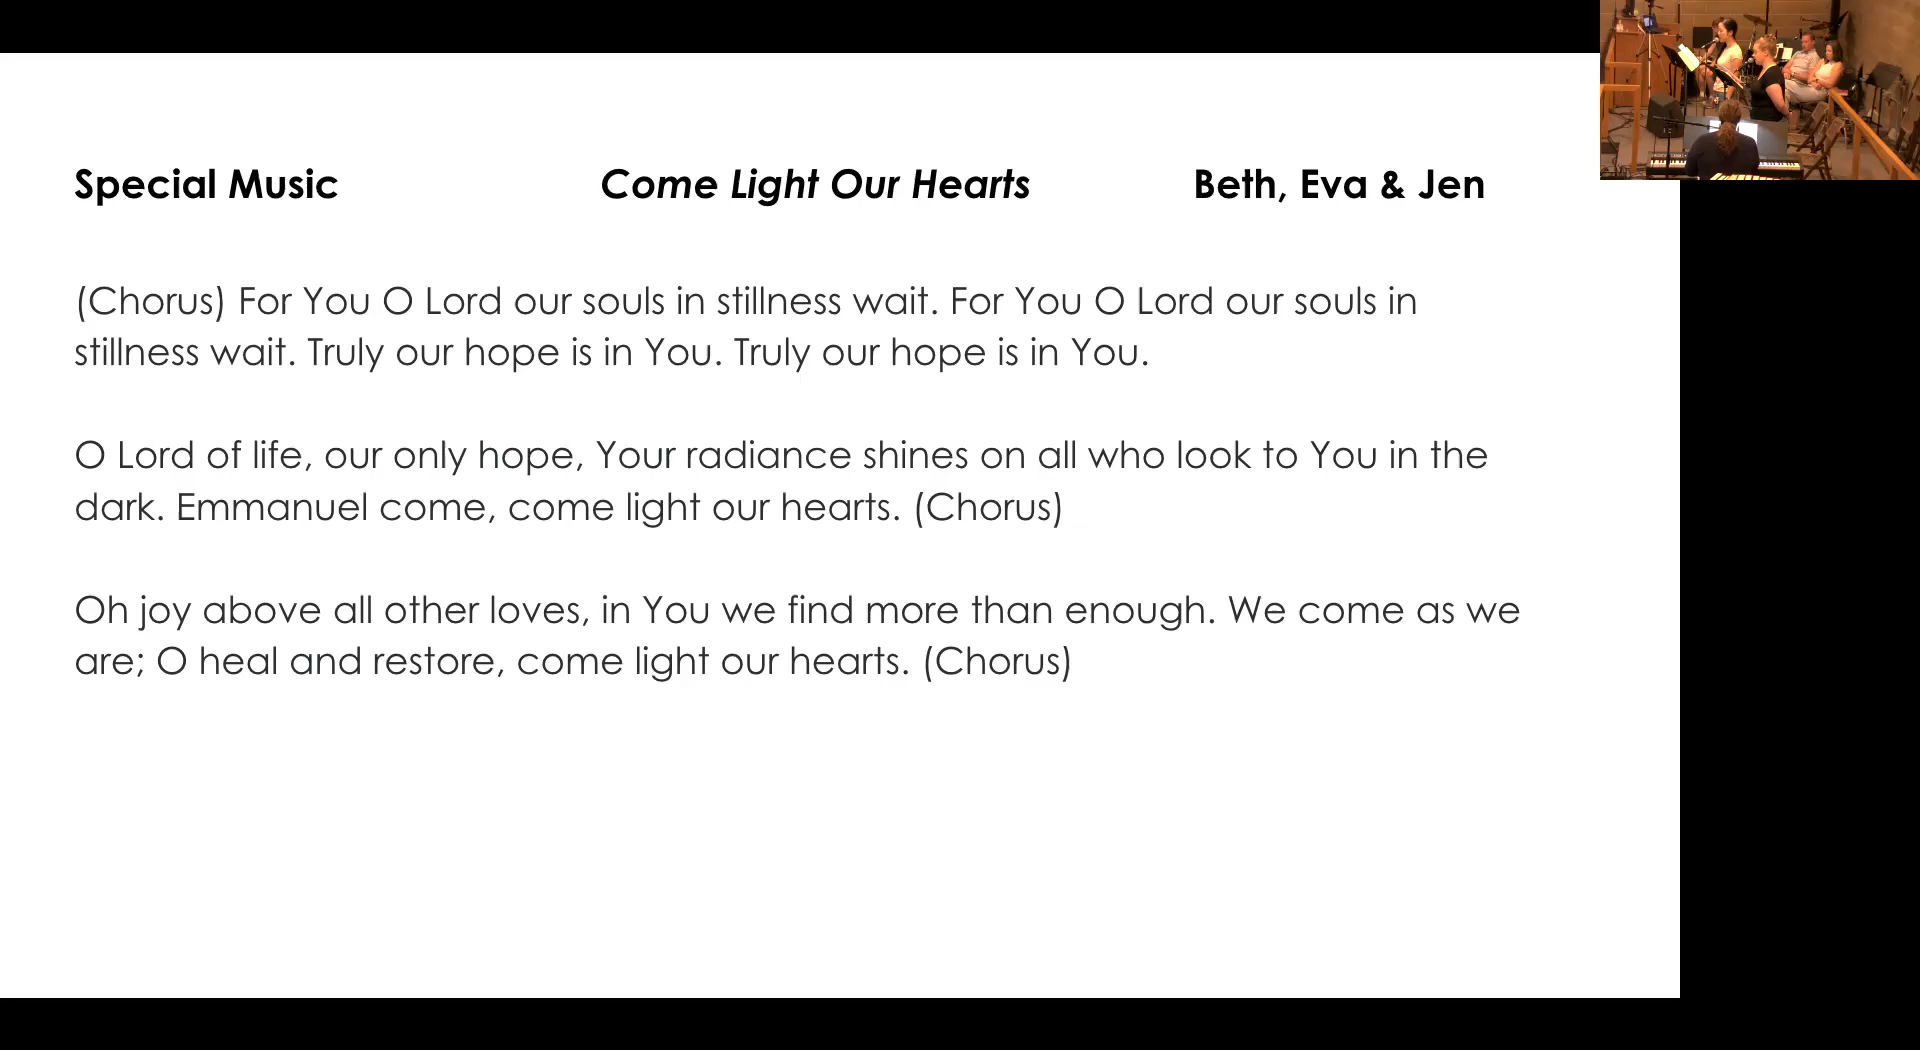 Special Music Come Light Our Hearts Beth, Eva & Jen
(Chorus) For You O Lord our souls in stillness wait. For You O Lord our souls in
stillness wait. Truly our hope is in You. Truly our hope is in You.
O Lord of life, our only hope, Your radiance shines on all who look to You in the
dark. Emmanuel come, come light our hearts. (Chorus)
Oh joy above all other loves, in You we find more than enough. We come as we
are; O heal and restore, come light our hearts. (Chorus)